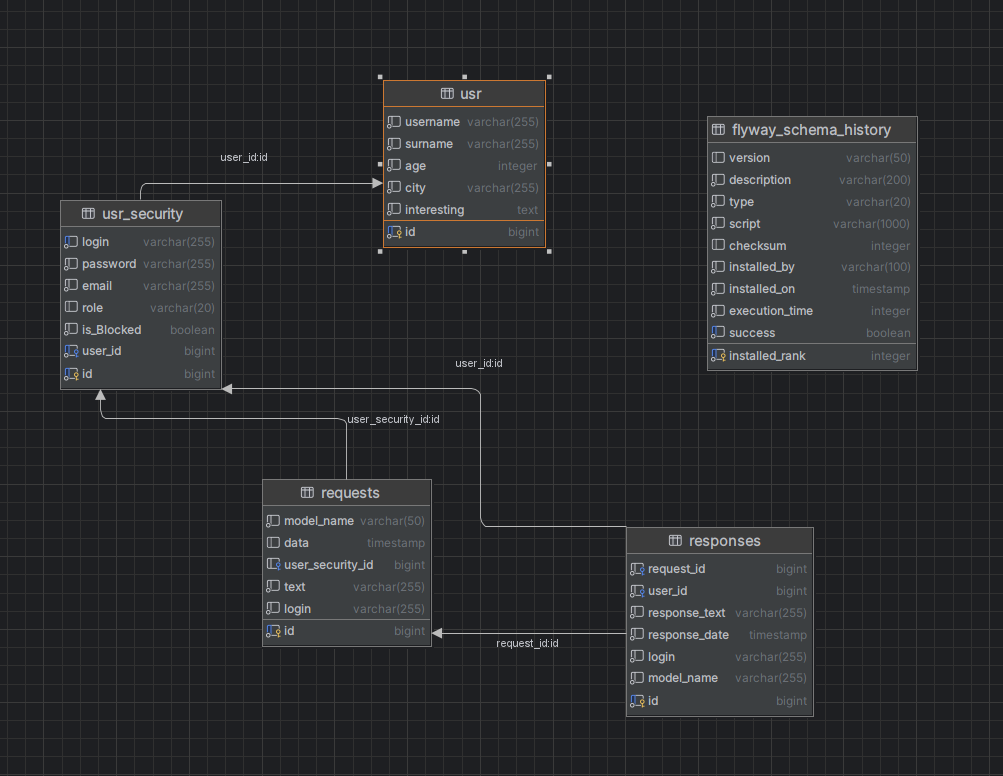 usr
username varchar(255)
surname varchar(255)
age integer
city varchar(255)
interesting text
id bigint
flyway_schema_history
version varchar(50)
description varchar(200)
type varchar(20)
script varchar(1000)
checksum integer
installed_by varchar(100)
installed_on timestamp
execution_time integer
success boolean
installed_rank integer
user_id:id
usr_security
login varchar(255)
password varchar(255)
email varchar(255)
role varchar(20)
is_Blocked boolean
user_id bigint
id bigint
user_id:id
user_security_id:id
requests
model_name varchar(50)
data timestamp
user_security_id bigint
text varchar(255)
login varchar(255)
id bigint
request_id:id
responses
request_id bigint
user_id bigint
response_text varchar(255)
response_date timestamp
login varchar(255)
model_name varchar(255)
id bigint